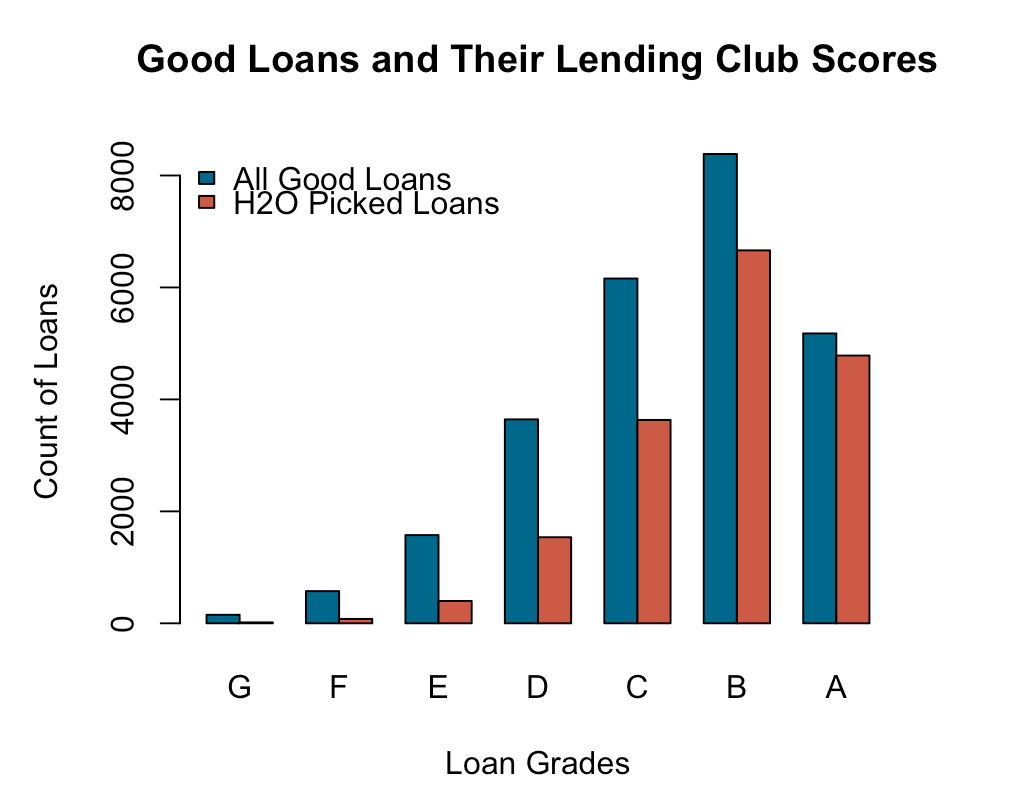 Good Loans and Their Lending Club Scores
All Good Loans
H2O Picked Loans
Count of Loans
8000
6000
4000
2000
0
G F E D C B A
Loan Grades